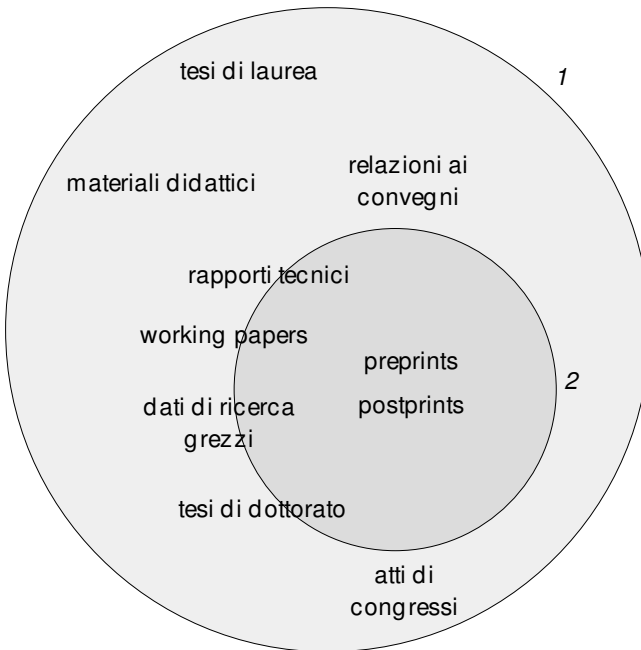 tesi di laurea
1
materiali didattici
relazioni ai
convegni
rapporti tecnici
working papers
preprints
2
dati di ricerca
grezzi
postprints
tesi di dottorato
atti di
congressi